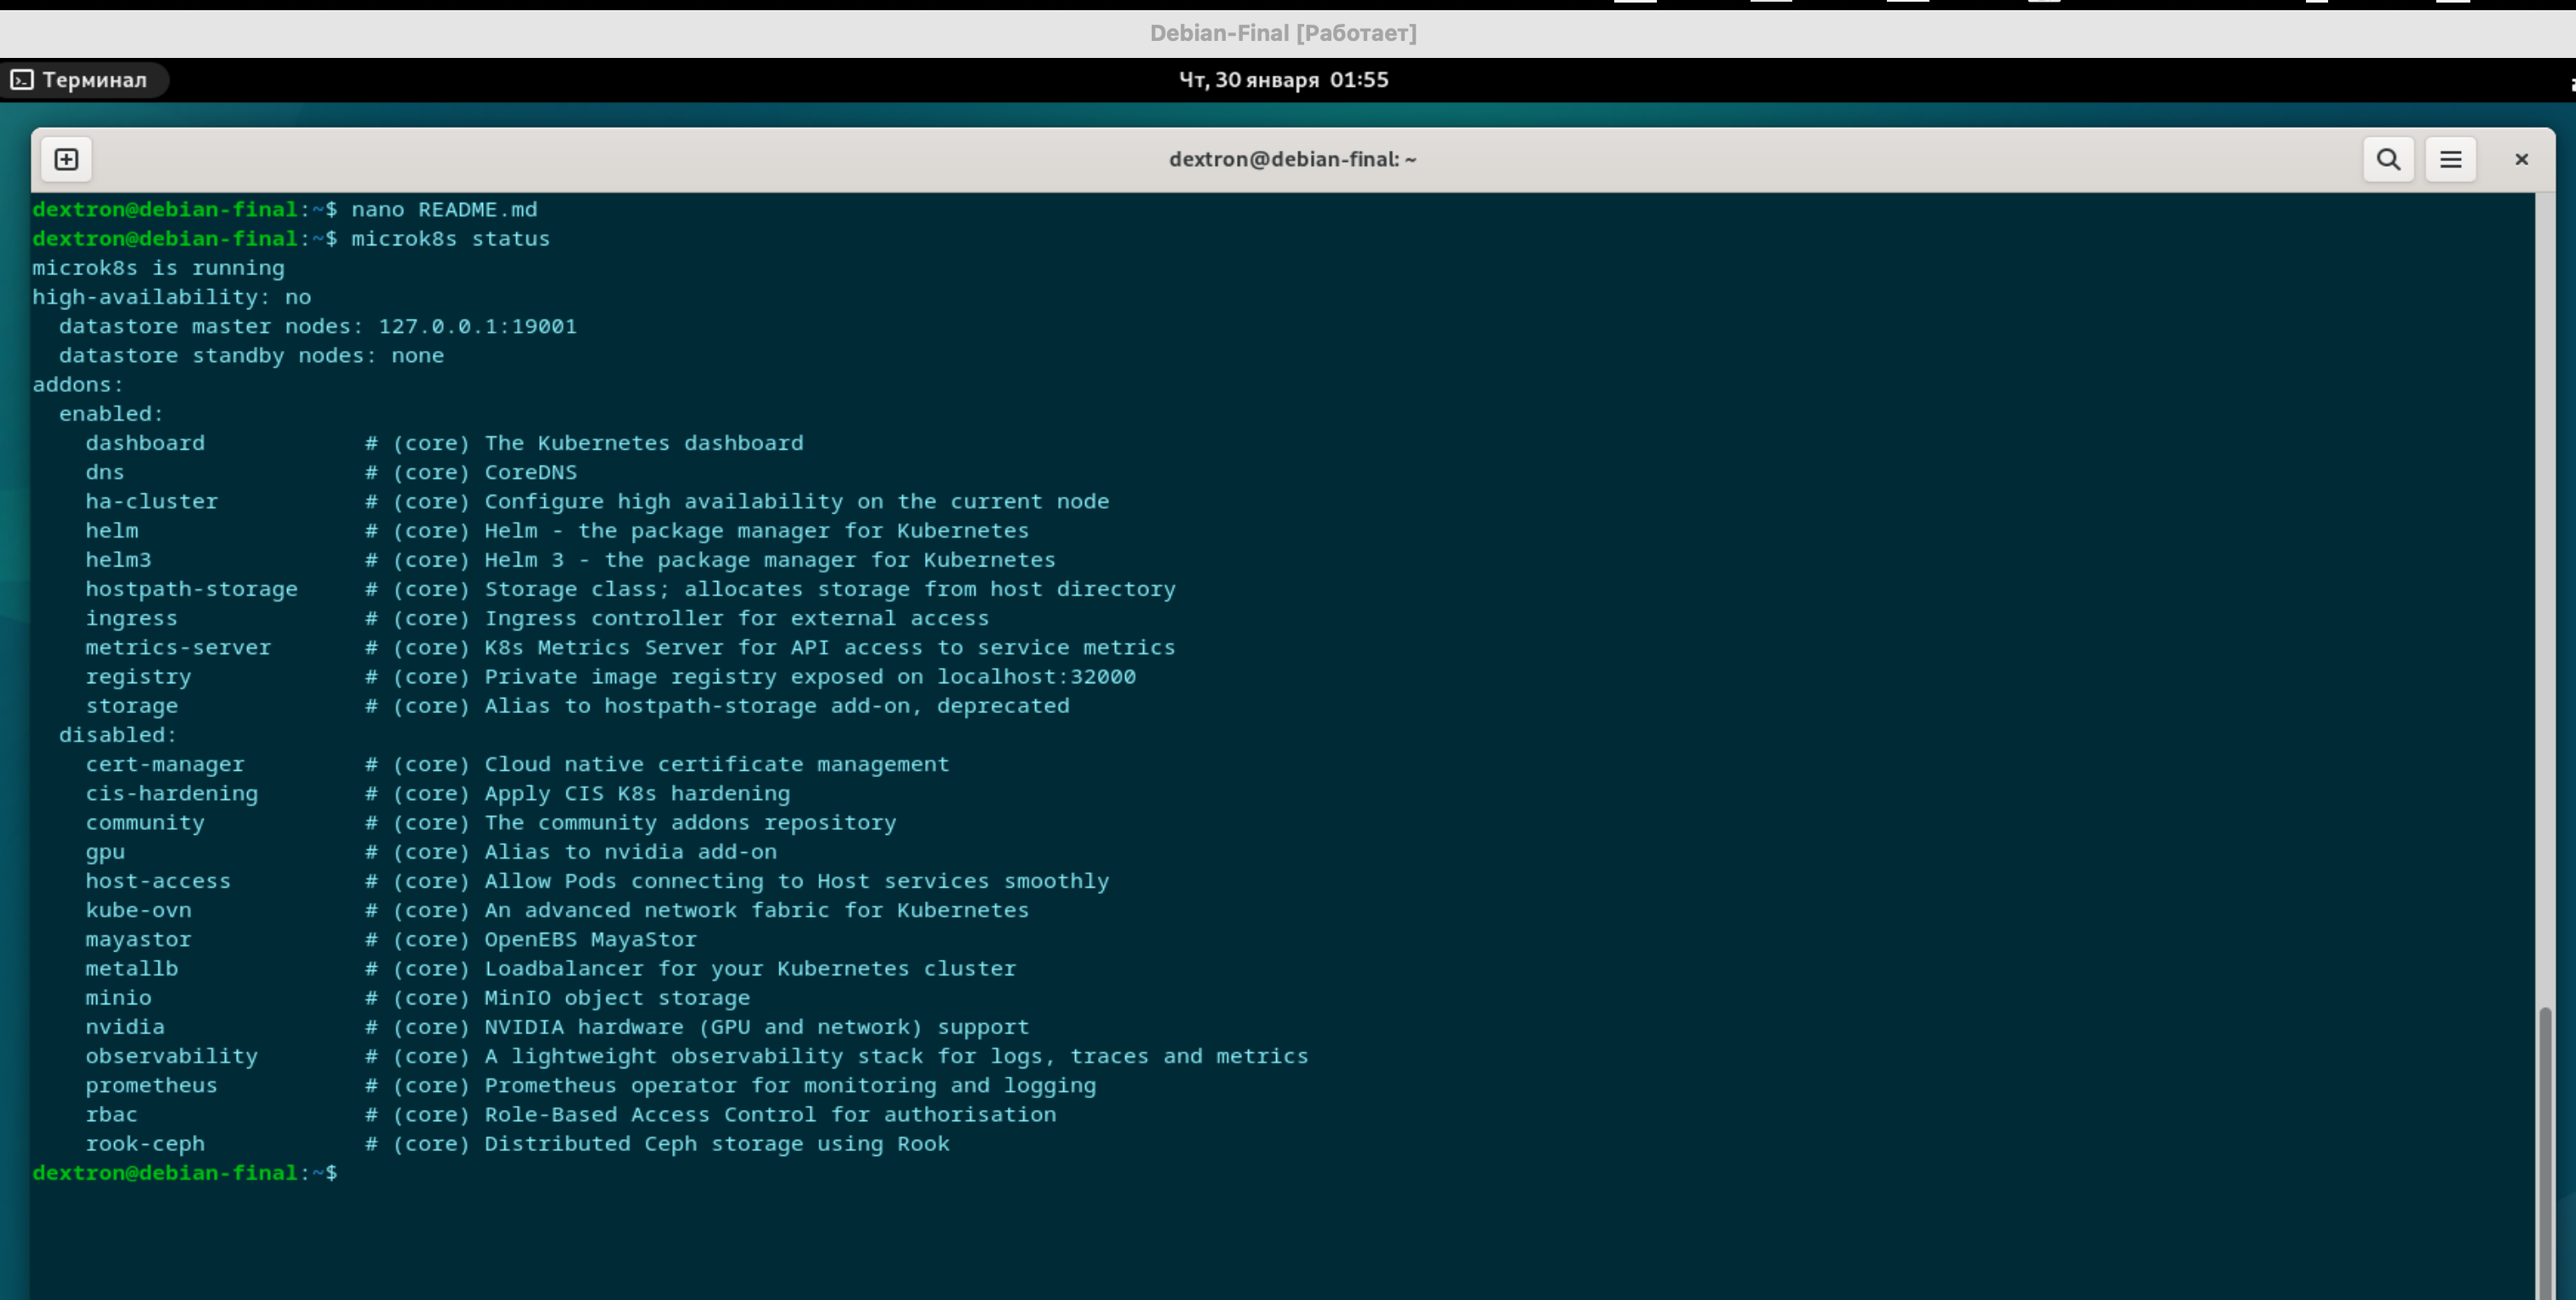 Debian-Final [Работает]
Терминал
Чт, 30 января 01:55
dextron@debian-final: ~
dextron@debian-final:~$ nano README.md
dextron@debian-final:~$ microk8s status
microk8s is running
high-availability: no
  datastore master nodes: 127.0.0.1:19001
  datastore standby nodes: none
addons:
  enabled:
    dashboard            # (core) The Kubernetes dashboard
    dns                  # (core) CoreDNS
    ha-cluster           # (core) Configure high availability on the current node
    helm                 # (core) Helm - the package manager for Kubernetes
    helm3                # (core) Helm 3 - the package manager for Kubernetes
    hostpath-storage     # (core) Storage class; allocates storage from host directory
    ingress              # (core) Ingress controller for external access
    metrics-server       # (core) K8s Metrics Server for API access to service metrics
    registry             # (core) Private image registry exposed on localhost:32000
    storage              # (core) Alias to hostpath-storage add-on, deprecated
  disabled:
    cert-manager         # (core) Cloud native certificate management
    cis-hardening        # (core) Apply CIS K8s hardening
    community            # (core) The community addons repository
    gpu                  # (core) Alias to nvidia add-on
    host-access          # (core) Allow Pods connecting to Host services smoothly
    kube-ovn             # (core) An advanced network fabric for Kubernetes
    mayastor             # (core) OpenEBS MayaStor
    metallb              # (core) Loadbalancer for your Kubernetes cluster
    minio                # (core) MinIO object storage
    nvidia               # (core) NVIDIA hardware (GPU and network) support
    observability        # (core) A lightweight observability stack for logs, traces and metrics
    prometheus           # (core) Prometheus operator for monitoring and logging
    rbac                 # (core) Role-Based Access Control for authorisation
    rook-ceph            # (core) Distributed Ceph storage using Rook
dextron@debian-final:~$